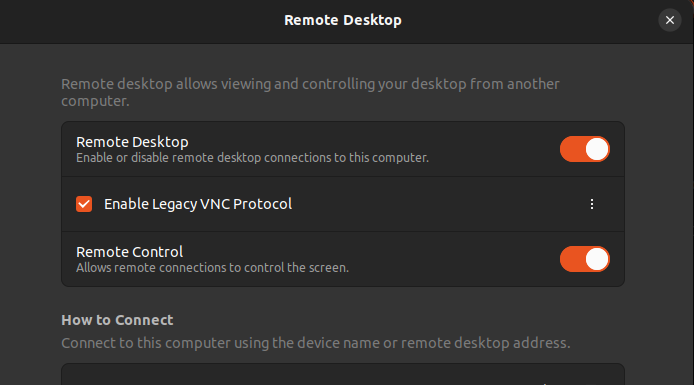 Remote Desktop
Remote desktop allows viewing and controlling your desktop from another
computer.
Remote Desktop
Enable or disable remote desktop connections to this computer.
Enable Legacy VNC Protocol
Remote Control
Allows remote connections to control the screen.
How to Connect
Connect to this computer using the device name or remote desktop address.